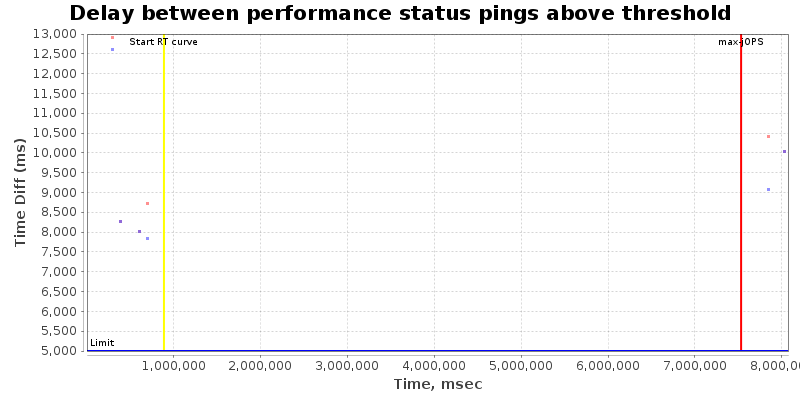 Delay between performance status pings above threshold
13,000
12,500
12,000
11,500
11,000
10,500
10,000
9,500
9,000
8,500
8,000
7,500
7,000
6,500
6,000
5,500
5,000
Time Diff (ms)
Start RT curve
max-jOPS
Limit
1,000,000 2,000,000 3,000,000 4,000,000 5,000,000 6,000,000 7,000,000 8,000,0
Time, msec